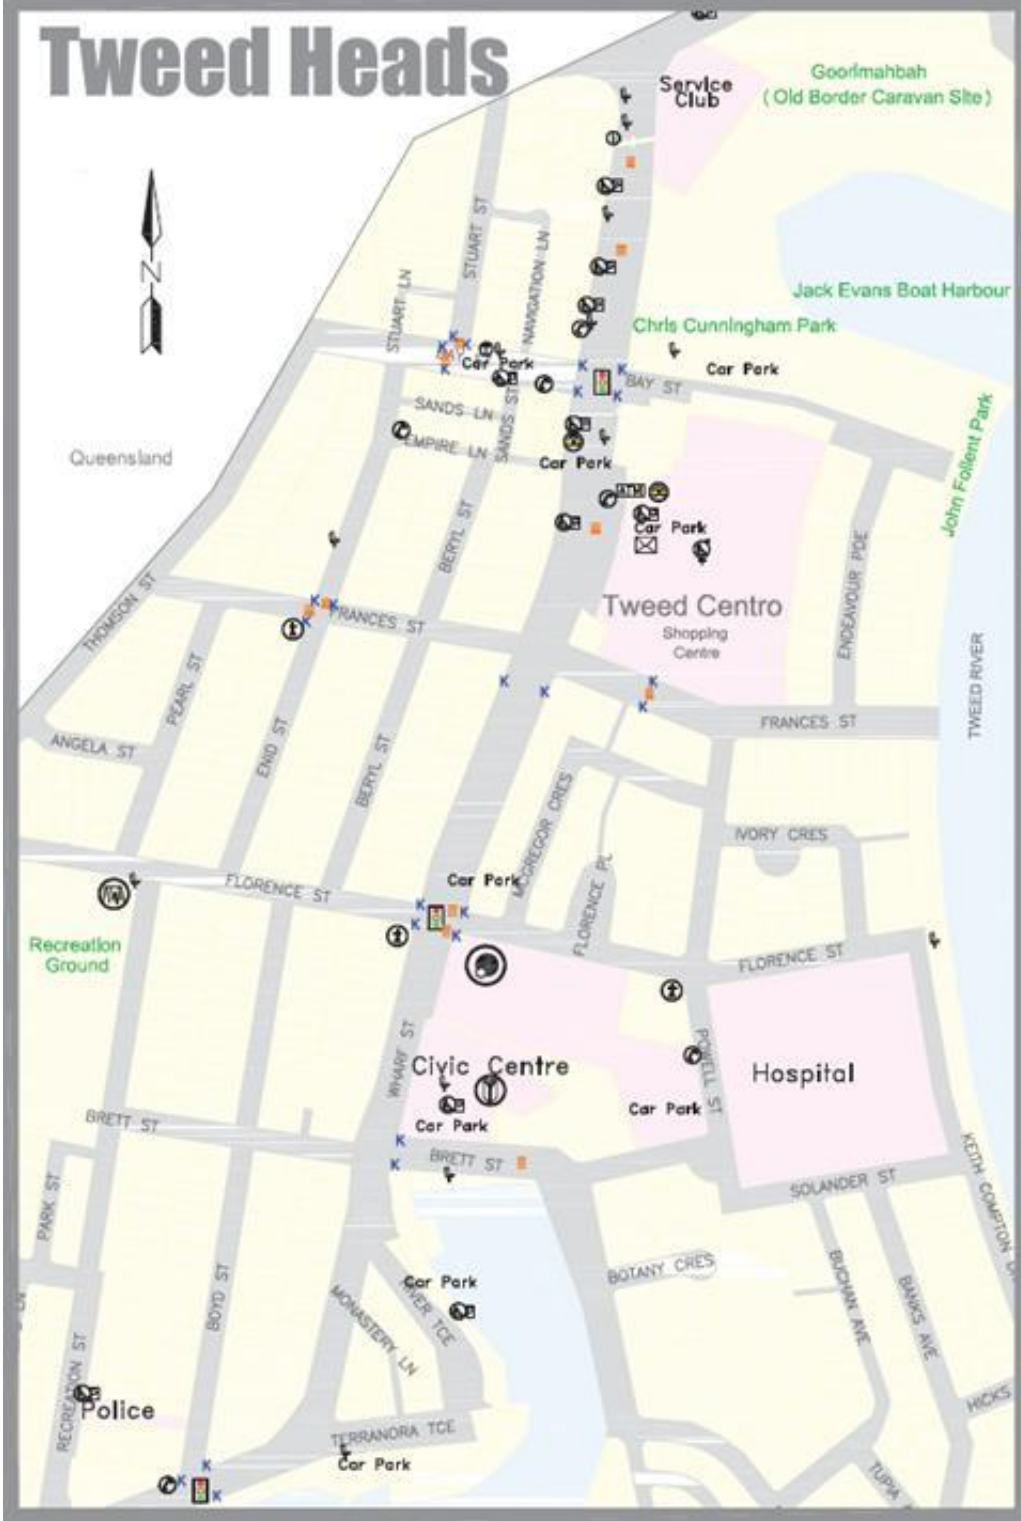 Tweed Heads
Service
Club
Goorimahbah
( Old Border Caravan Site )
N
STUART ST
NAVIGATION LN
STUART LN
Jack Evans Boat Harbour
Chris Cunningham Park
K
K
K
K
Car Park
K
K
Car Park
BAY ST
K
K
SANDS LN
SANDS ST
EMPIRE LN
Queensland
Car Park
John Follent Park
ATM
BERYL ST
Car Park
ENDEAVOUR PDE
THOMSON ST
K
K
K
FRANCES ST
Tweed Centro
Shopping
Centre
TWEED RIVER
PEARL ST
K
K
K
K
FRANCES ST
ANGELA ST
ENID ST
BERYL ST
MCGREGOR CRES
IVORY CRES
FLORENCE PL
Car Park
FLORENCE ST
K
K
K
K
Recreation
Ground
FLORENCE ST
WHARF ST
Civic Centre
POWELL ST
Hospital
Car Park
Car Park
BRETT ST
K
K
BRETT ST
KEITH COMPTON
SOLANDER ST
PARK ST
BOTANY CRES
BUCHAN AVE
BANKS AVE
Car Park
RIVER TCE
MONASTERY LN
BOYD ST
LN
RECREATION ST
Police
HICKS
TERRANORA TCE
Car Park
K
K
K
TUPIA